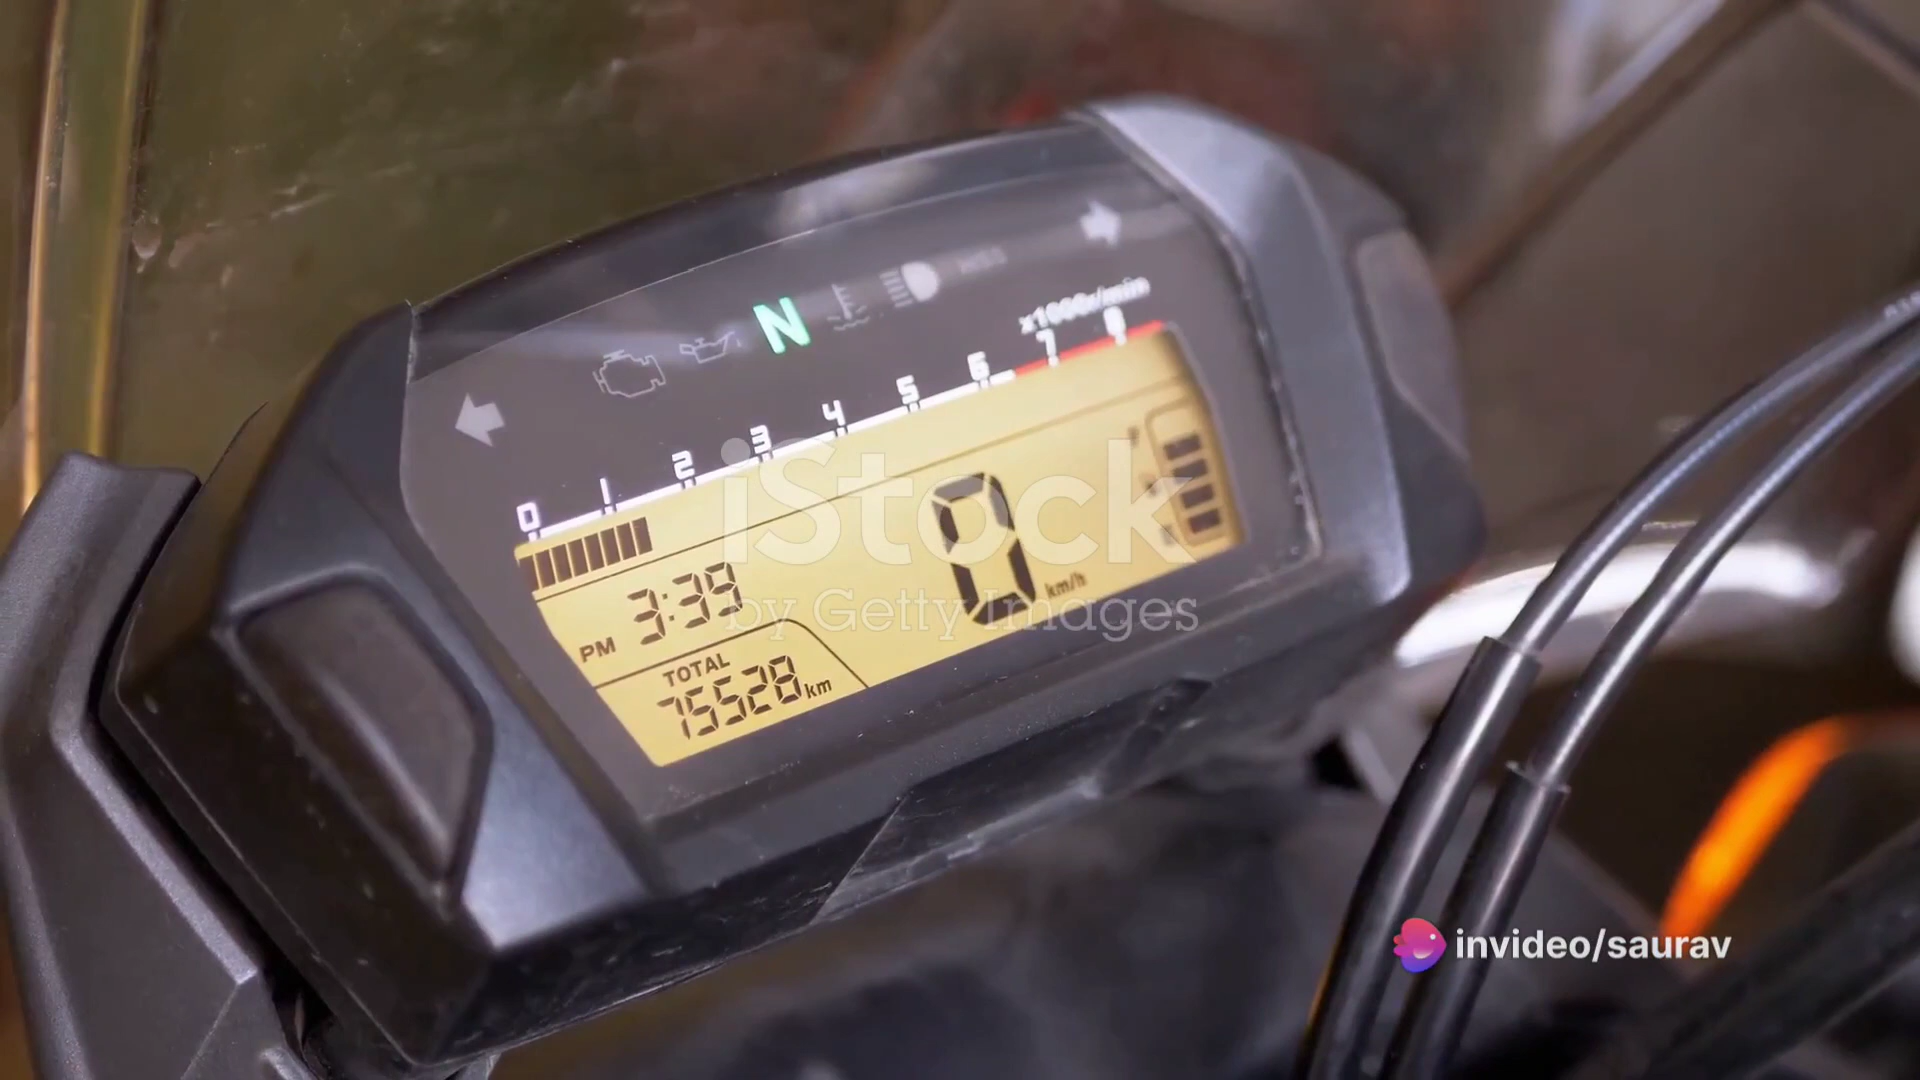 N
x1000r/min
0 1 2 3 4 5 6 7 8
PM 3:39
0 km/h
TOTAL
75528 km
iStock
by Getty Images
invideo/saurav